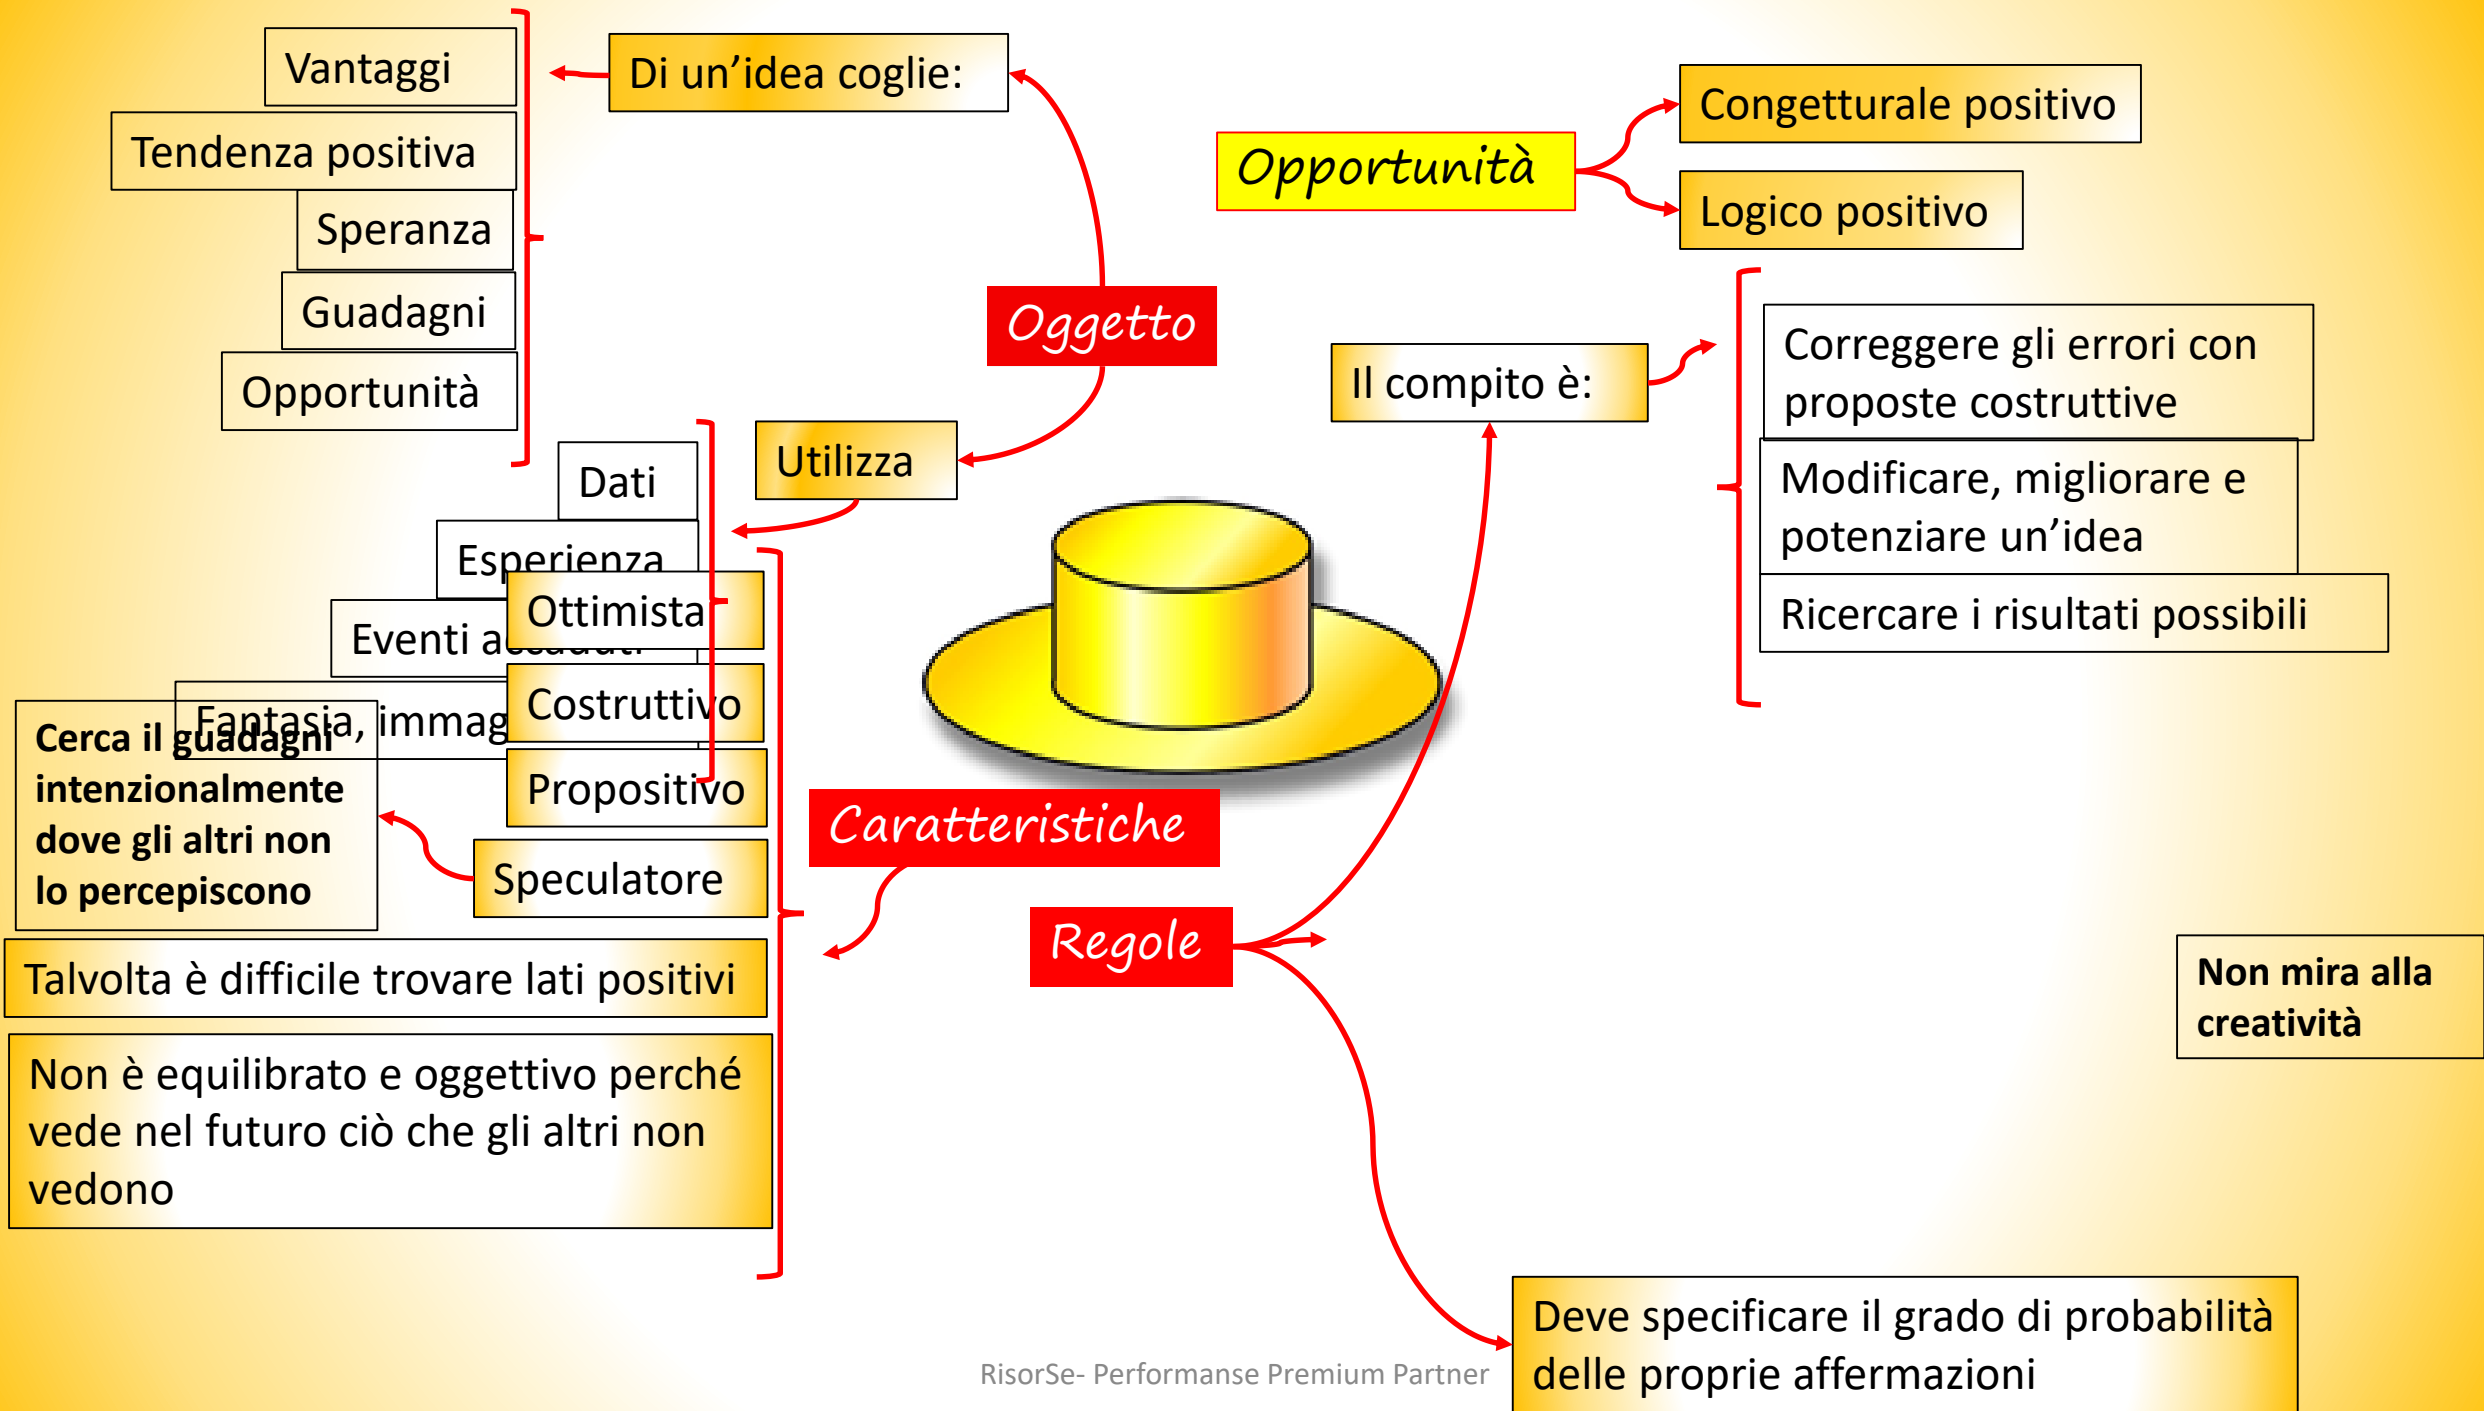 Vantaggi
Tendenza positiva
Speranza
Guadagni
Opportunità
Di un’idea coglie:
Oggetto
Utilizza
Dati
Esperienza
Eventi
Fantasia,
Opportunità
Congetturale positivo
Logico positivo
Il compito è:
Correggere gli errori con
proposte costruttive
Modificare, migliorare e
potenziare un’idea
Ricercare i risultati possibili
Caratteristiche
Ottimista
Costruttivo
Propositivo
Speculatore
Cerca il guadagni
intenzionalmente
dove gli altri non
lo percepiscono
Talvolta è difficile trovare lati positivi
Non è equilibrato e oggettivo perché
vede nel futuro ciò che gli altri non
vedono
Regole
Non mira alla
creatività
Deve specificare il grado di probabilità
delle proprie affermazioni
RisorSe- Performanse Premium Partner